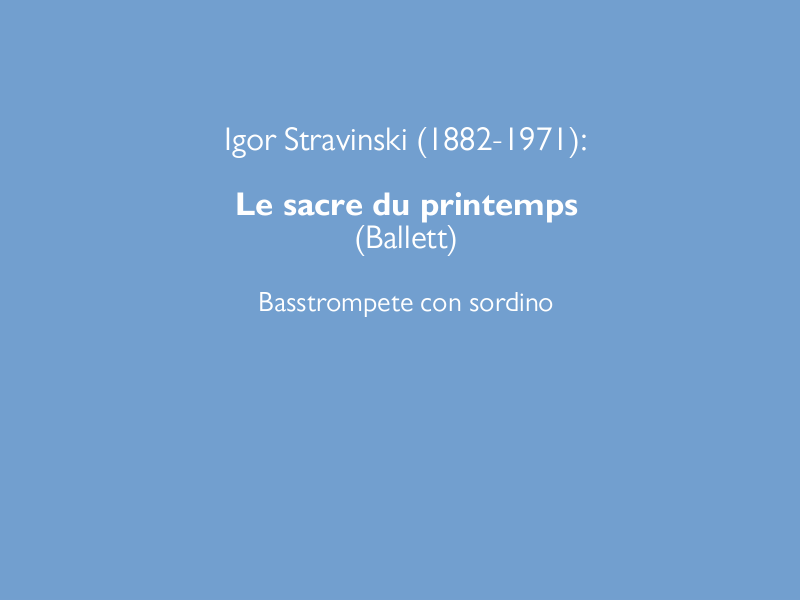 Igor Stravinski (1882-1971):
Le sacre du printemps
(Ballett)
Basstrompete con sordino